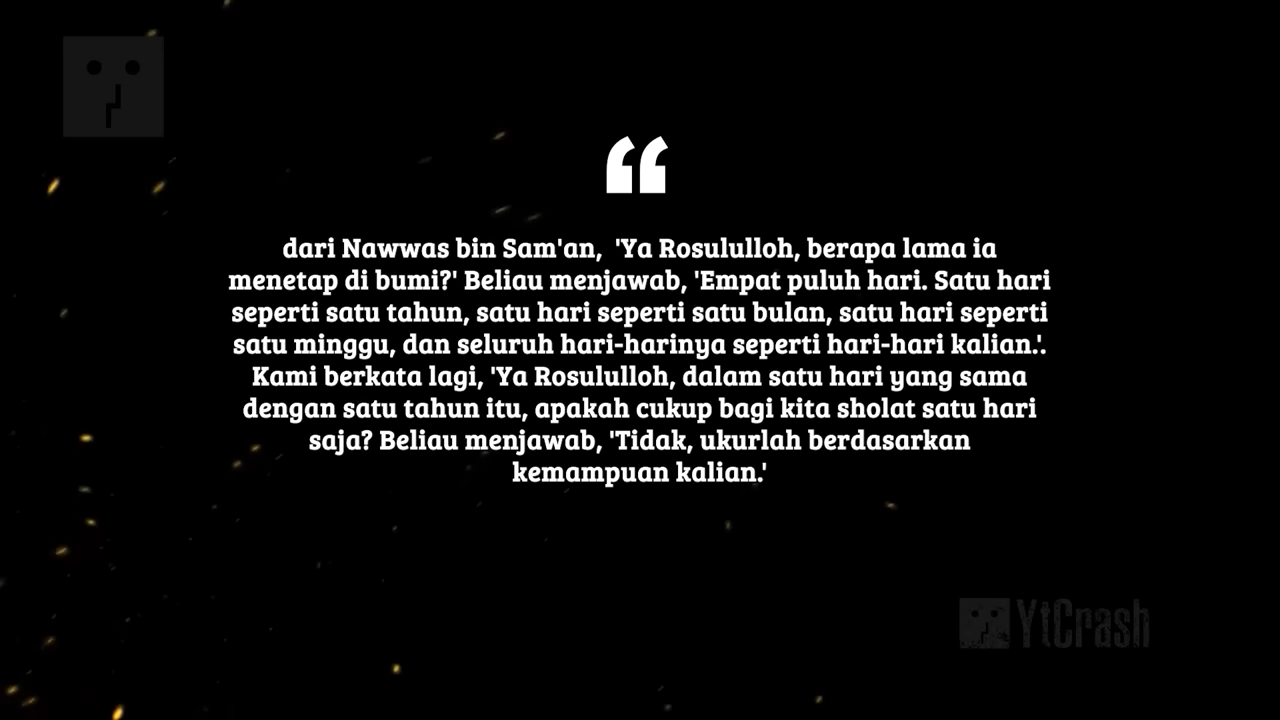 “
dari Nawwas bin Sam'an,  'Ya Rosululloh, berapa lama ia
menetap di bumi?' Beliau menjawab, 'Empat puluh hari. Satu hari
seperti satu tahun, satu hari seperti satu bulan, satu hari seperti
satu minggu, dan seluruh hari-harinya seperti hari-hari kalian.'.
Kami berkata lagi, 'Ya Rosululloh, dalam satu hari yang sama
dengan satu tahun itu, apakah cukup bagi kita sholat satu hari
saja? Beliau menjawab, 'Tidak, ukurlah berdasarkan
kemampuan kalian.'
YtCrash